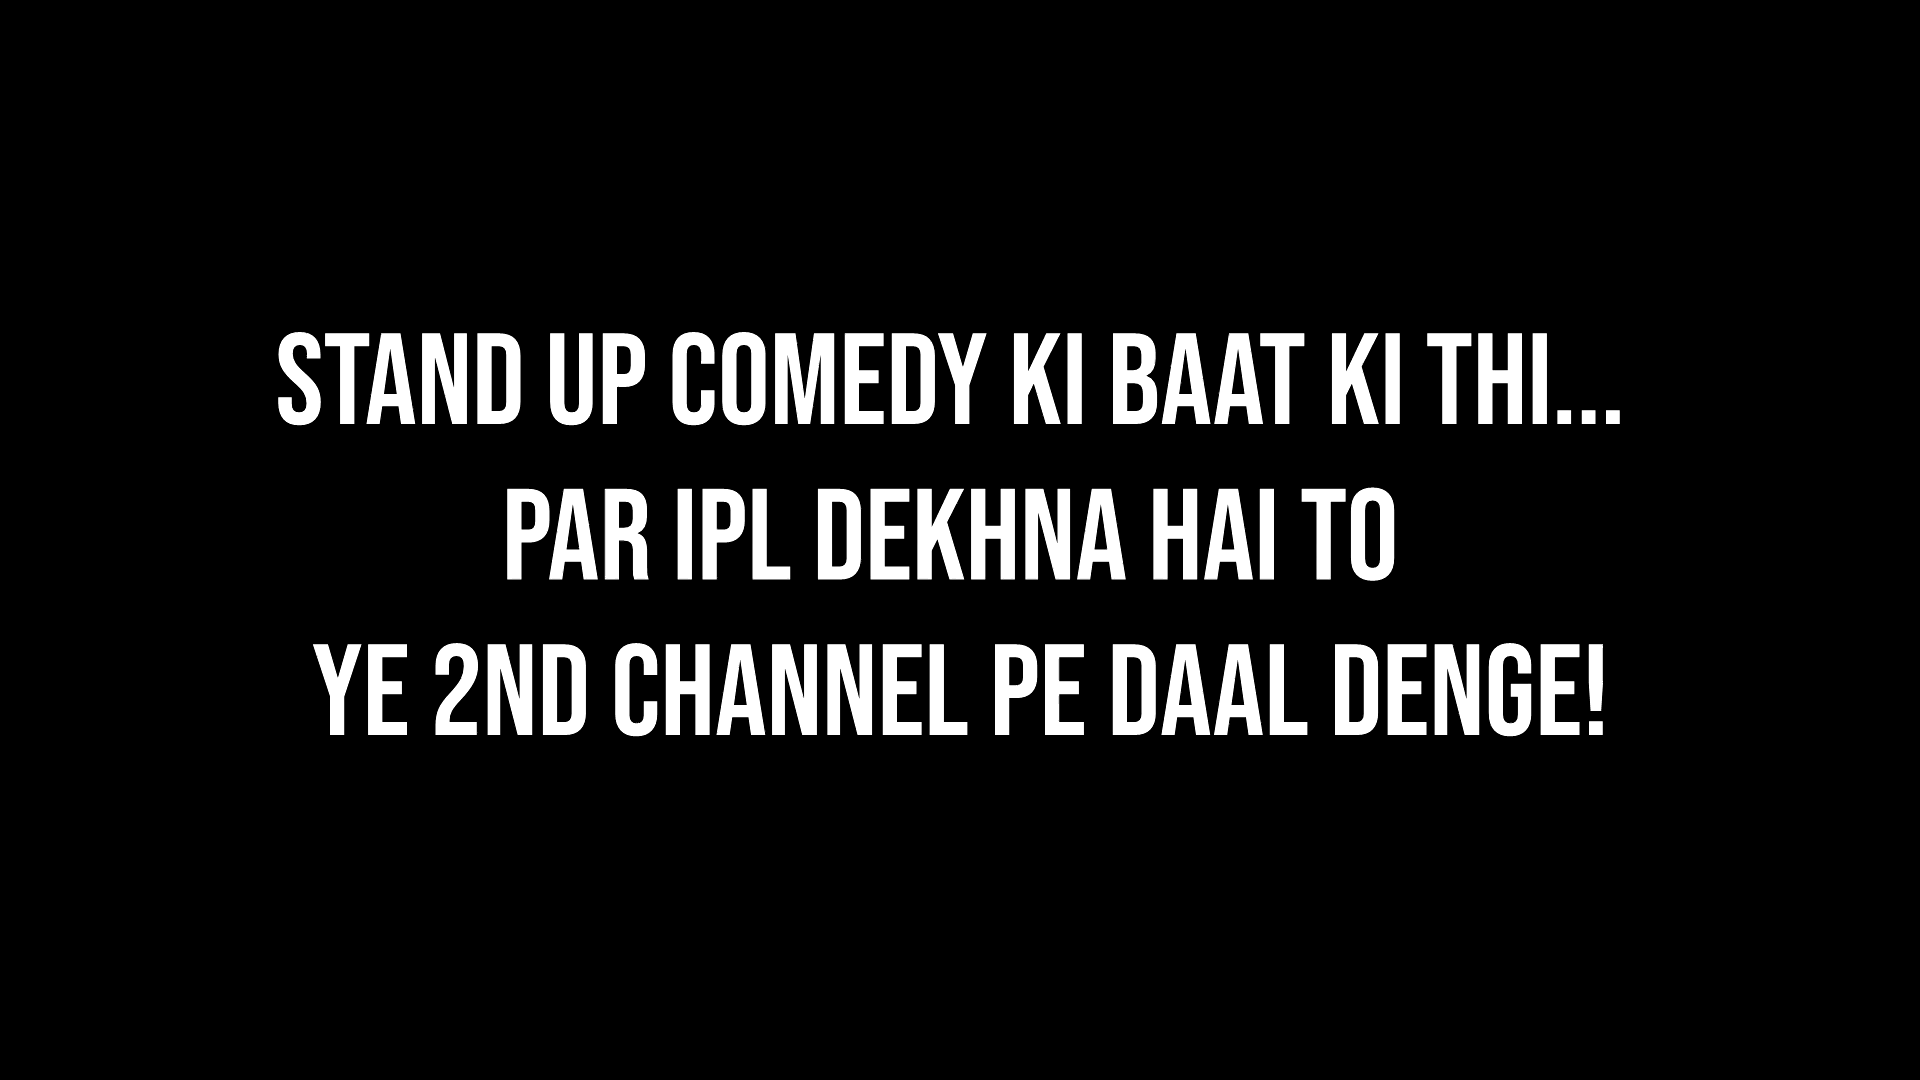 STAND UP COMEDY KI BAAT KI THI...
PAR IPL DEKHNA HAI TO
YE 2ND CHANNEL PE DAAL DENGE!